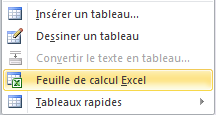 Insérer un tableau...
Dessiner un tableau
Convertir le texte en tableau...
Feuille de calcul Excel
Tableaux rapides